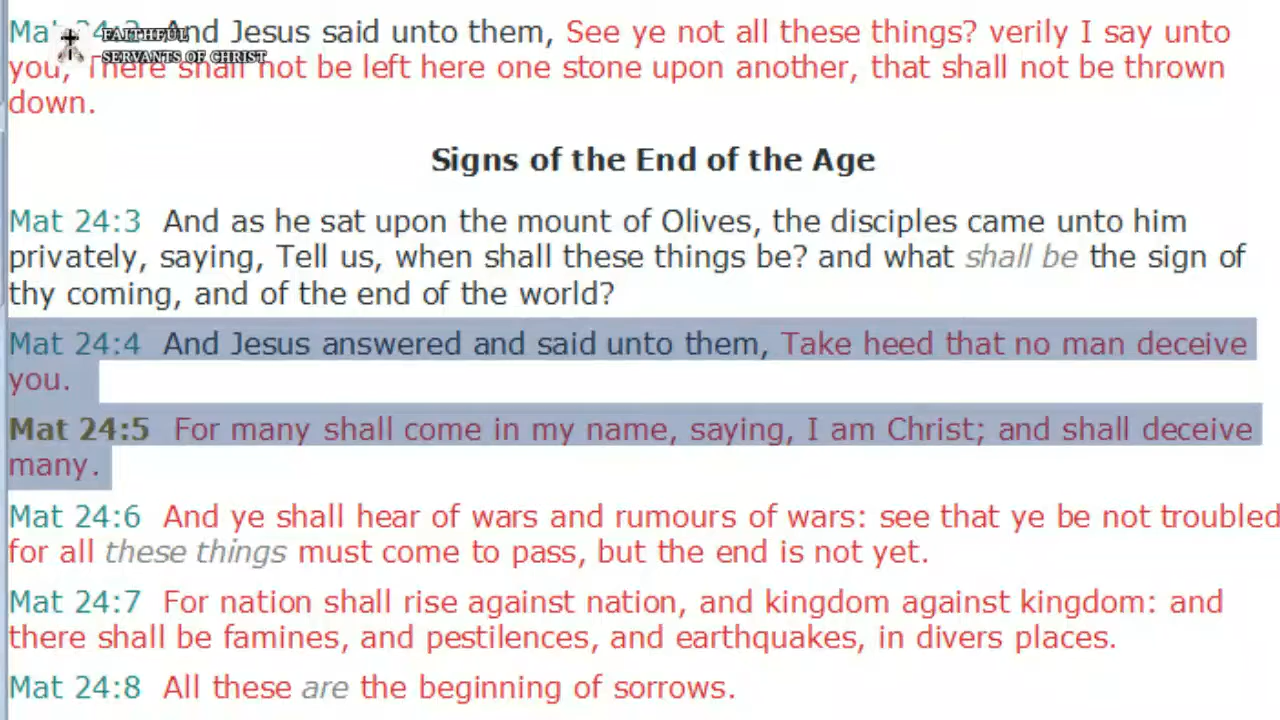 Mat 24:2 And Jesus said unto them, See ye not all these things? verily I say unto
FAITHFUL
SERVANTS OF CHRIST
you, There shall not be left here one stone upon another, that shall not be thrown
down.
Signs of the End of the Age
Mat 24:3 And as he sat upon the mount of Olives, the disciples came unto him
privately, saying, Tell us, when shall these things be? and what shall be the sign of
thy coming, and of the end of the world?
Mat 24:4 And Jesus answered and said unto them, Take heed that no man deceive
you.
Mat 24:5 For many shall come in my name, saying, I am Christ; and shall deceive
many.
Mat 24:6 And ye shall hear of wars and rumours of wars: see that ye be not troubled
for all these things must come to pass, but the end is not yet.
Mat 24:7 For nation shall rise against nation, and kingdom against kingdom: and
there shall be famines, and pestilences, and earthquakes, in divers places.
Mat 24:8 All these are the beginning of sorrows.